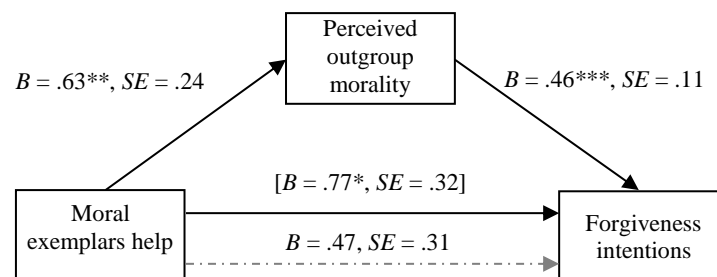 Perceived
outgroup
morality
B = .63**, SE = .24
B = .46***, SE = .11
[B = .77*, SE = .32]
Moral
exemplars help
B = .47, SE = .31
Forgiveness
intentions